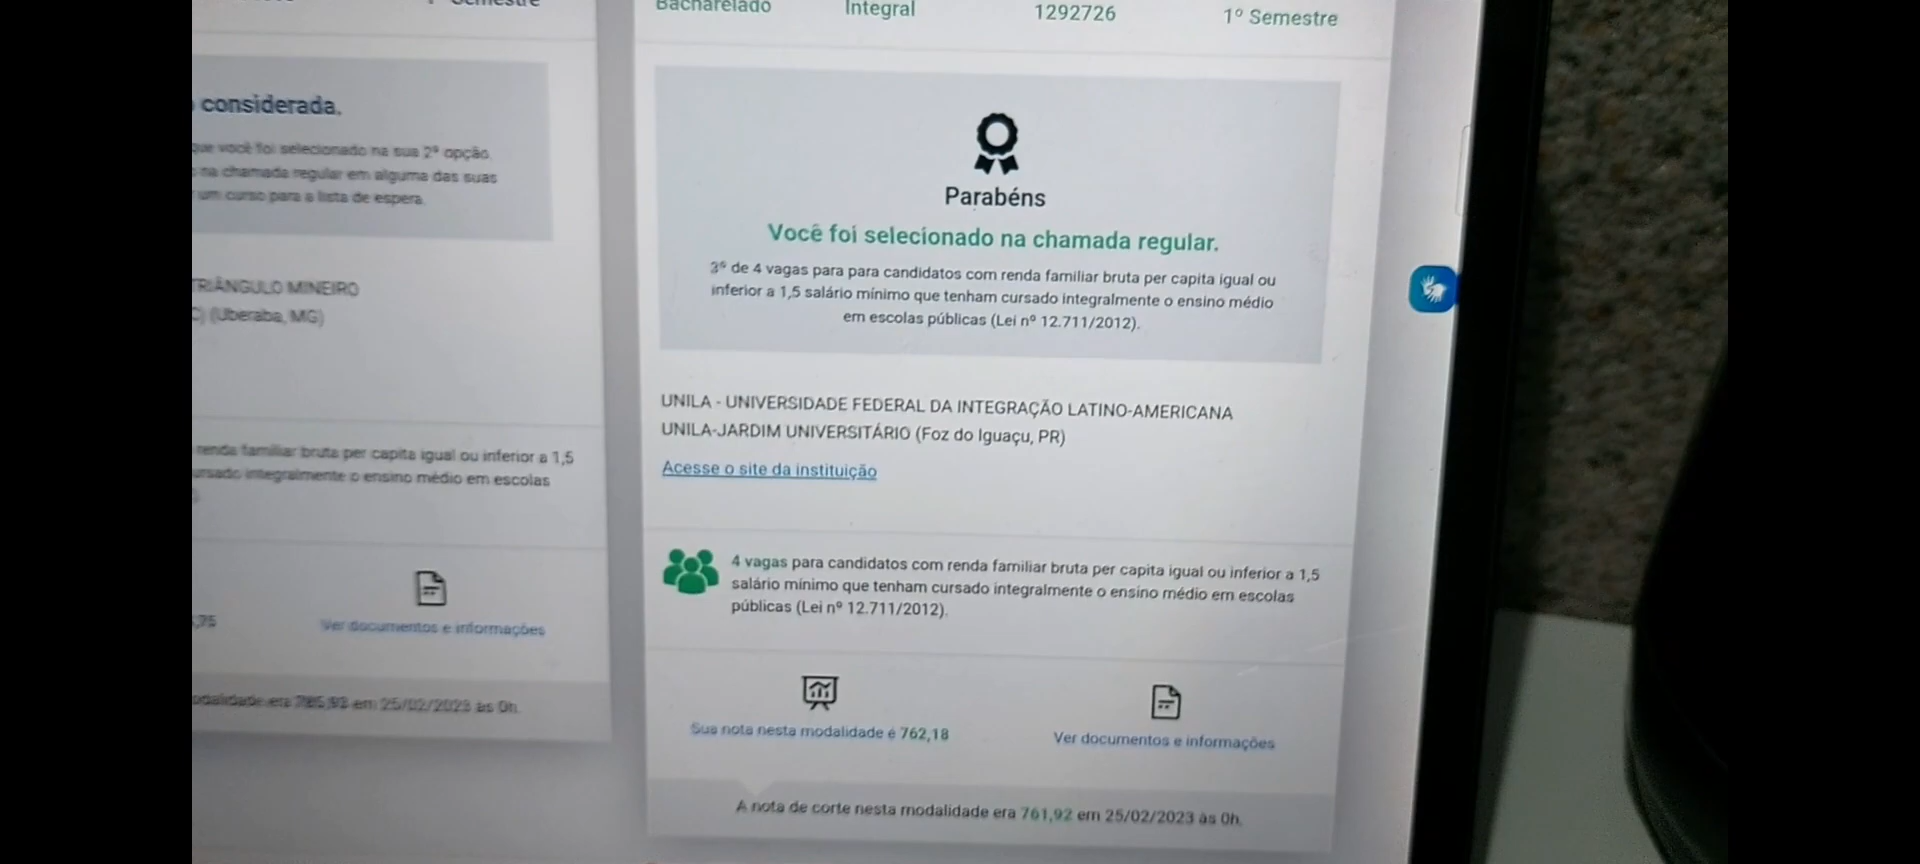 1º Semestre
considerada.
que você foi selecionado na sua 2ª opção.
na chamada regular em alguma das suas
um curso para a lista de espera.
TRIÂNGULO MINEIRO
(Uberaba, MG)
renda familiar bruta per capita igual ou inferior a 1,5
integralmente o ensino médio em escolas
Ver documentos e informações
em 25/02/2023 às 0h.
Bacharelado Integral 1292726 1º Semestre
Parabéns
Você foi selecionado na chamada regular.
3º de 4 vagas para para candidatos com renda familiar bruta per capita igual ou
inferior a 1,5 salário mínimo que tenham cursado integralmente o ensino médio
em escolas públicas (Lei nº 12.711/2012).
UNILA - UNIVERSIDADE FEDERAL DA INTEGRAÇÃO LATINO-AMERICANA
UNILA-JARDIM UNIVERSITÁRIO (Foz do Iguaçu, PR)
Acesse o site da instituição
4 vagas para candidatos com renda familiar bruta per capita igual ou inferior a 1,5
salário mínimo que tenham cursado integralmente o ensino médio em escolas
públicas (Lei nº 12.711/2012).
Sua nota nesta modalidade é 762,18
Ver documentos e informações
A nota de corte nesta modalidade era 761,92 em 25/02/2023 às 0h.